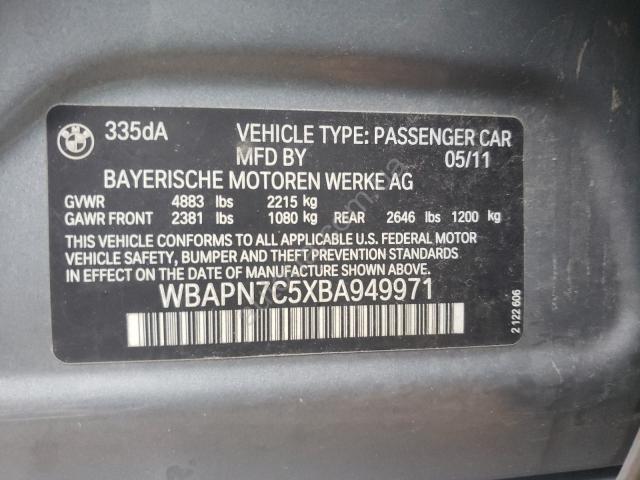 BMW
335dA VEHICLE TYPE: PASSENGER CAR
MFD BY 05/11
BAYERISCHE MOTOREN WERKE AG
GVWR 4883 lbs 2215 kg
GAWR FRONT 2381 lbs 1080 kg REAR 2646 lbs 1200 kg
THIS VEHICLE CONFORMS TO ALL APPLICABLE U.S. FEDERAL MOTOR
VEHICLE SAFETY, BUMPER AND THEFT PREVENTION STANDARDS
IN EFFECT ON THE DATE OF MANUFACTURE SHOWN ABOVE.
WBAPN7C5XBA949971
2 122 606